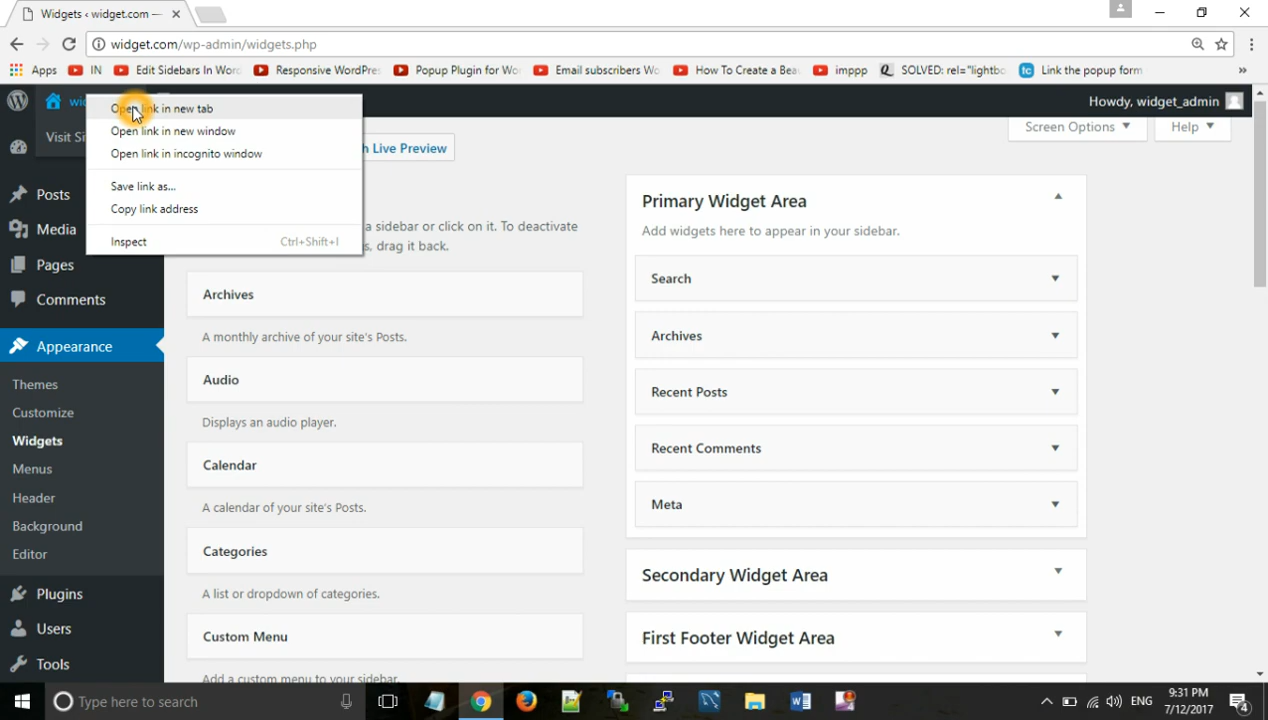 Widgets ‹ widget.com —
widget.com/wp-admin/widgets.php
Apps IN Edit Sidebars In Wor Responsive WordPre Popup Plugin for Wo Email subscribers Wo How To Create a Bea imppp SOLVED: rel="lightbo Link the popup form »
wi Howdy, widget_admin
Open link in new tab
Open link in new window
Open link in incognito window
Save link as...
Copy link address
Inspect Ctrl+Shift+I
Visit Si
h Live Preview
Screen Options Help
a sidebar or click on it. To deactivate
s, drag it back.
Posts
Media
Pages
Comments
Appearance
Themes
Customize
Widgets
Menus
Header
Background
Editor
Plugins
Users
Tools
Archives
A monthly archive of your site's Posts.
Audio
Displays an audio player.
Calendar
A calendar of your site's Posts.
Categories
A list or dropdown of categories.
Custom Menu
Add a custom menu to your sidebar.
Primary Widget Area
Add widgets here to appear in your sidebar.
Search
Archives
Recent Posts
Recent Comments
Meta
Secondary Widget Area
First Footer Widget Area
Type here to search
ENG
9:31 PM
7/12/2017
4